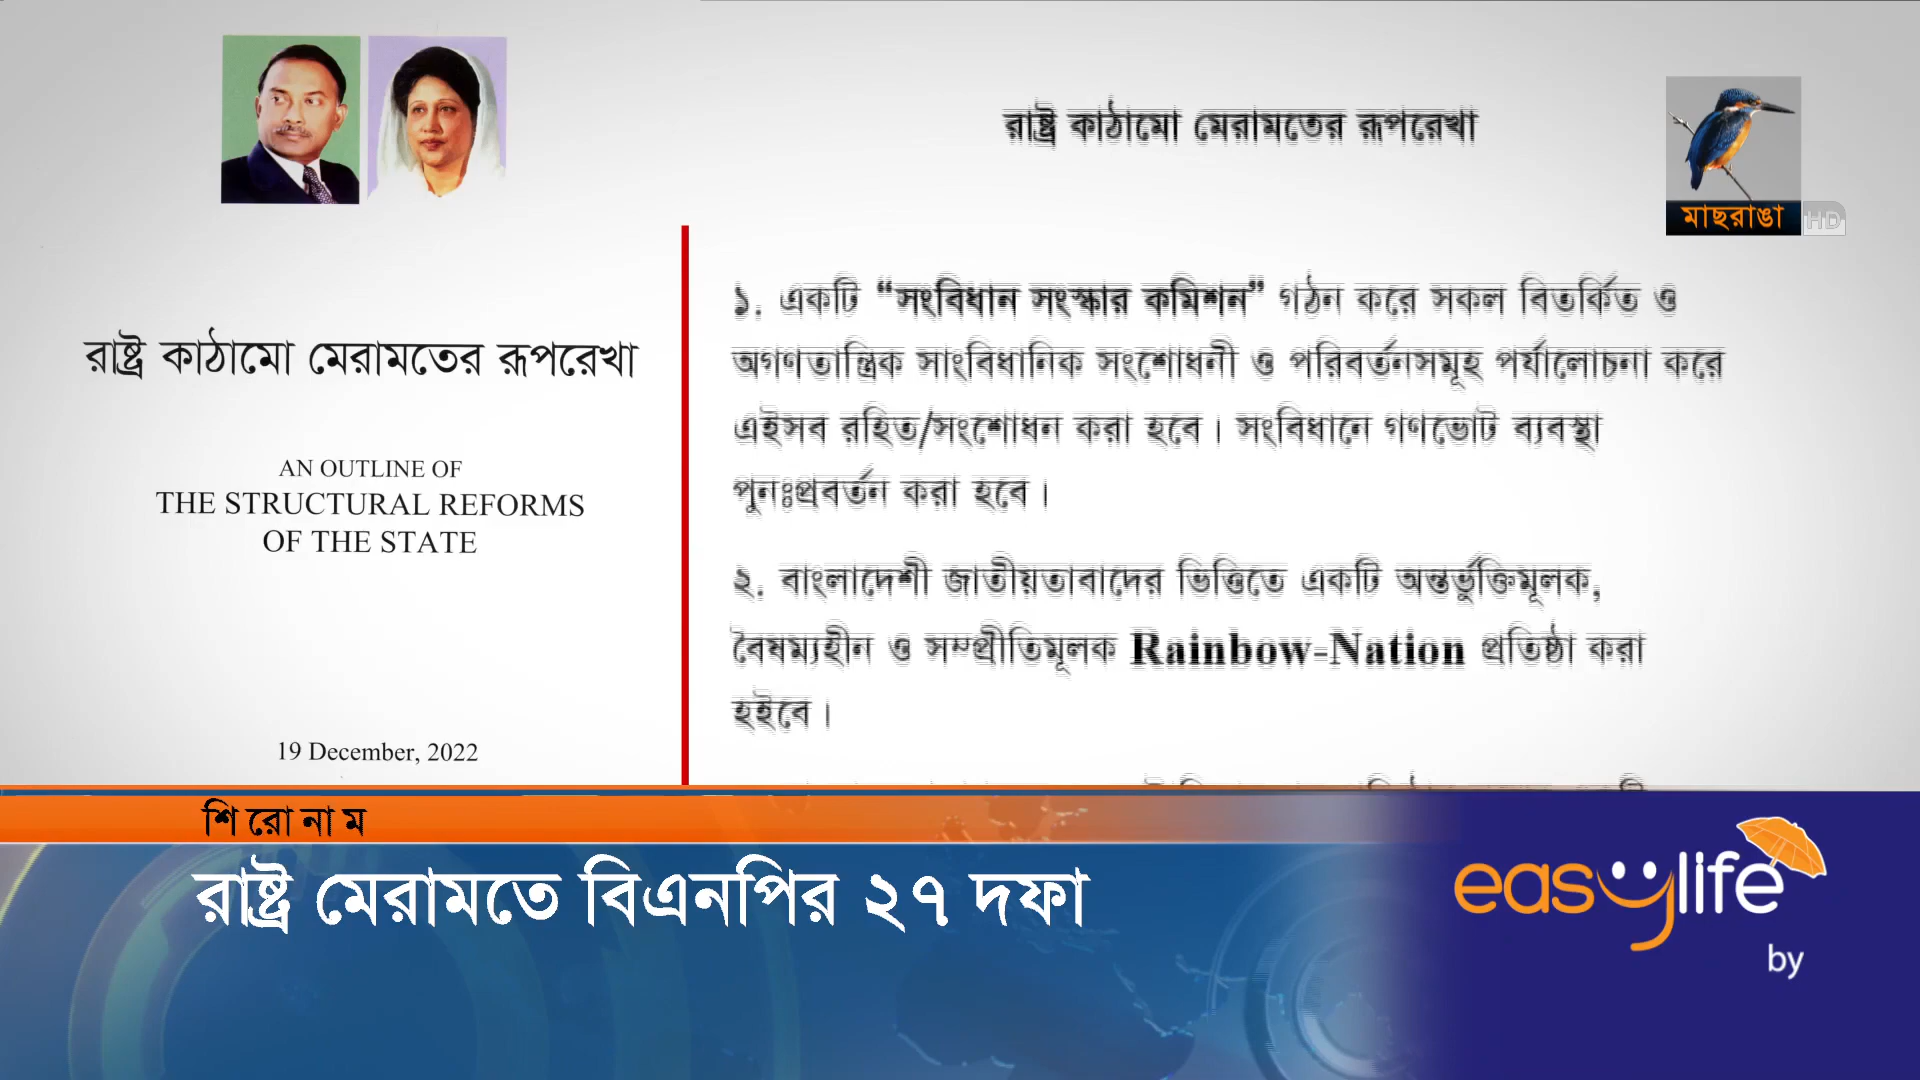 রাষ্ট্র কাঠামো মেরামতের রূপরেখা
AN OUTLINE OF
THE STRUCTURAL REFORMS
OF THE STATE
19 December, 2022
রাষ্ট্র কাঠামো মেরামতের রূপরেখা
১. একটি “সংবিধান সংস্কার কমিশন” গঠন করে সকল বিতর্কিত ও
অগণতান্ত্রিক সাংবিধানিক সংশোধনী ও পরিবর্তনসমূহ পর্যালোচনা করে
এইসব রহিত/সংশোধন করা হবে। সংবিধানে গণভোট ব্যবস্থা
পুনঃপ্রবর্তন করা হবে।
২. বাংলাদেশী জাতীয়তাবাদের ভিত্তিতে একটি অন্তর্ভুক্তিমূলক,
বৈষম্যহীন ও সম্প্রীতিমূলক Rainbow-Nation প্রতিষ্ঠা করা
হইবে।
মাছরাঙা HD
শিরোনাম
রাষ্ট্র মেরামতে বিএনপির ২৭ দফা
easylife
by